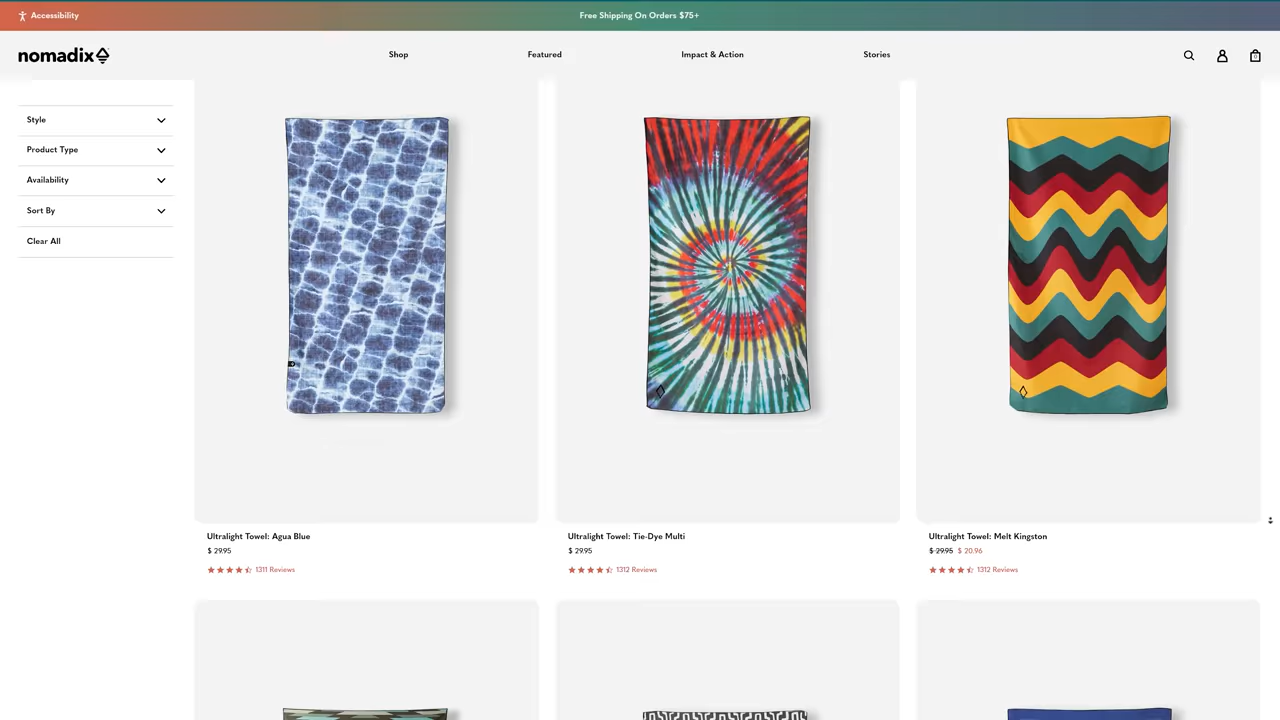 Accessibility
Free Shipping On Orders $75+
nomadix
Shop
Featured
Impact & Action
Stories
0
Style
Product Type
Availability
Sort By
Clear All
Ultralight Towel: Agua Blue
$ 29.95
1311 Reviews
Ultralight Towel: Tie-Dye Multi
$ 29.95
1312 Reviews
Ultralight Towel: Melt Kingston
$ 29.95 $ 20.96
1312 Reviews